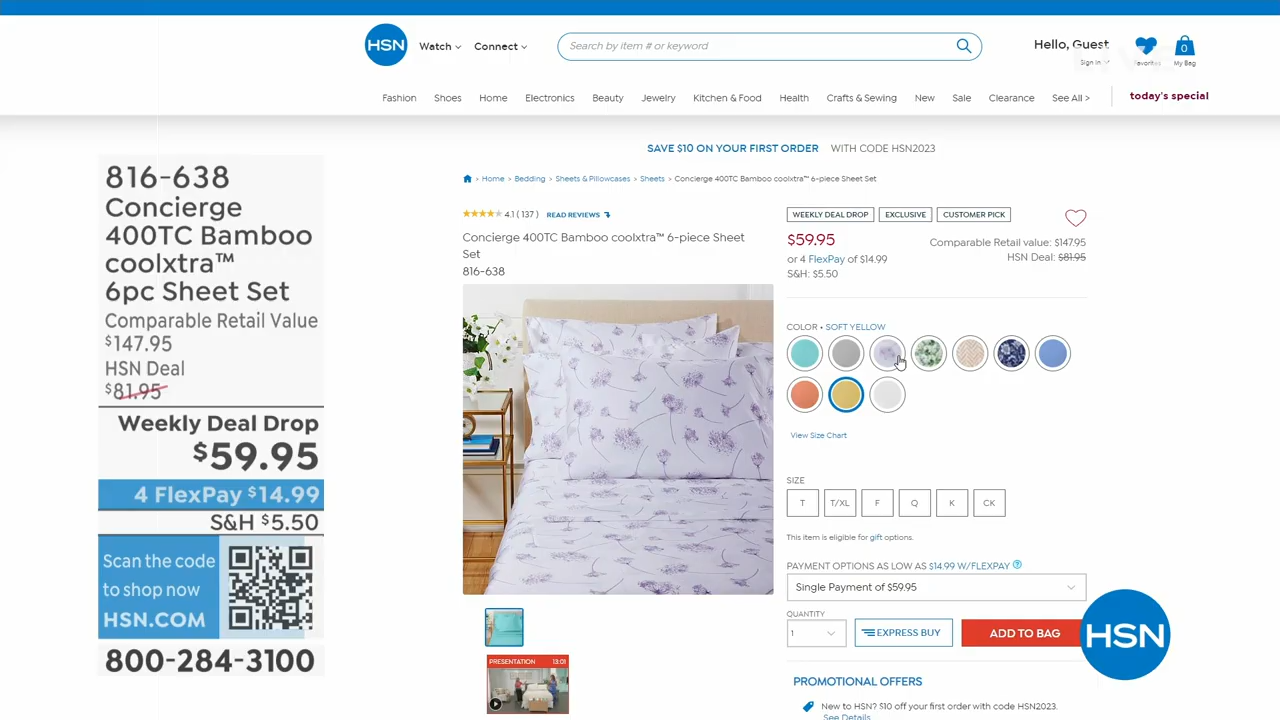 HSN
Watch
Connect
Search by item # or keyword
Hello, Guest
Sign In
Favorites
0
My Bag
Fashion
Shoes
Home
Electronics
Beauty
Jewelry
Kitchen & Food
Health
Crafts & Sewing
New
Sale
Clearance
See All >
today's special
SAVE $10 ON YOUR FIRST ORDER WITH CODE HSN2023
Home > Bedding > Sheets & Pillowcases > Sheets > Concierge 400TC Bamboo coolxtra™ 6-piece Sheet Set
816-638
Concierge
400TC Bamboo
coolxtra™
6pc Sheet Set
Comparable Retail Value
$147.95
HSN Deal
$81.95
Weekly Deal Drop
$59.95
4 FlexPay $14.99
S&H $5.50
Scan the code
to shop now
HSN.COM
800-284-3100
4.1 ( 137 ) READ REVIEWS
Concierge 400TC Bamboo coolxtra™ 6-piece Sheet
Set
816-638
PRESENTATION 13:01
WEEKLY DEAL DROP
EXCLUSIVE
CUSTOMER PICK
$59.95
Comparable Retail value: $147.95
or 4 FlexPay of $14.99
HSN Deal: $81.95
S&H: $5.50
COLOR • SOFT YELLOW
View Size Chart
SIZE
T
T/XL
F
Q
K
CK
This item is eligible for gift options.
PAYMENT OPTIONS AS LOW AS $14.99 W/FLEXPAY
Single Payment of $59.95
QUANTITY
1
EXPRESS BUY
ADD TO BAG
HSN
PROMOTIONAL OFFERS
New to HSN? $10 off your first order with code HSN2023.
See Details